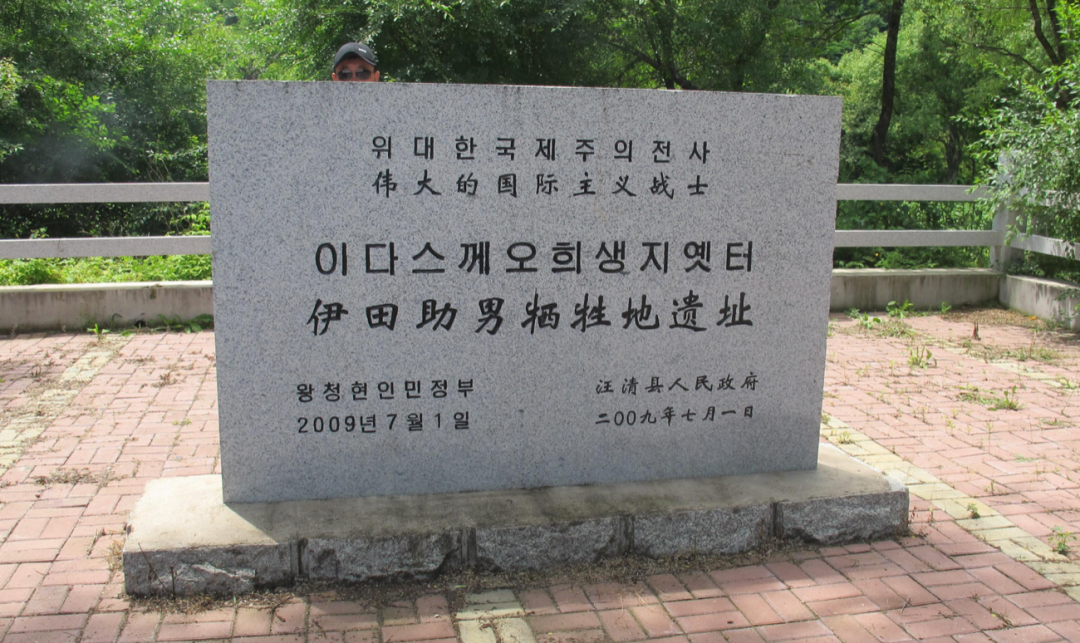 위대한국제주의전사
伟大的国际主义战士
이다스께오희생지옛터
伊田助男牺牲地遗址
왕청현인민정부
2009년7월1일
汪清县人民政府
二00九年七月一日